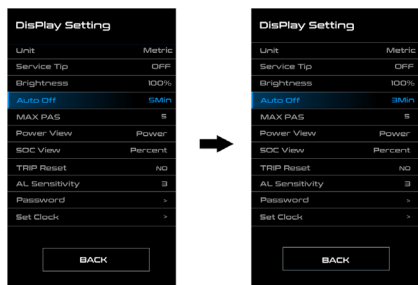 DisPlay Setting
Unit Metric
Service Tip OFF
Brightness 100%
Auto Off 5Min
MAX PAS 5
Power View Power
SOC View Percent
TRIP Reset NO
AL Sensitivity 3
Password >
Set Clock >
BACK
DisPlay Setting
Unit Metric
Service Tip OFF
Brightness 100%
Auto Off 3Min
MAX PAS 5
Power View Power
SOC View Percent
TRIP Reset NO
AL Sensitivity 3
Password >
Set Clock >
BACK